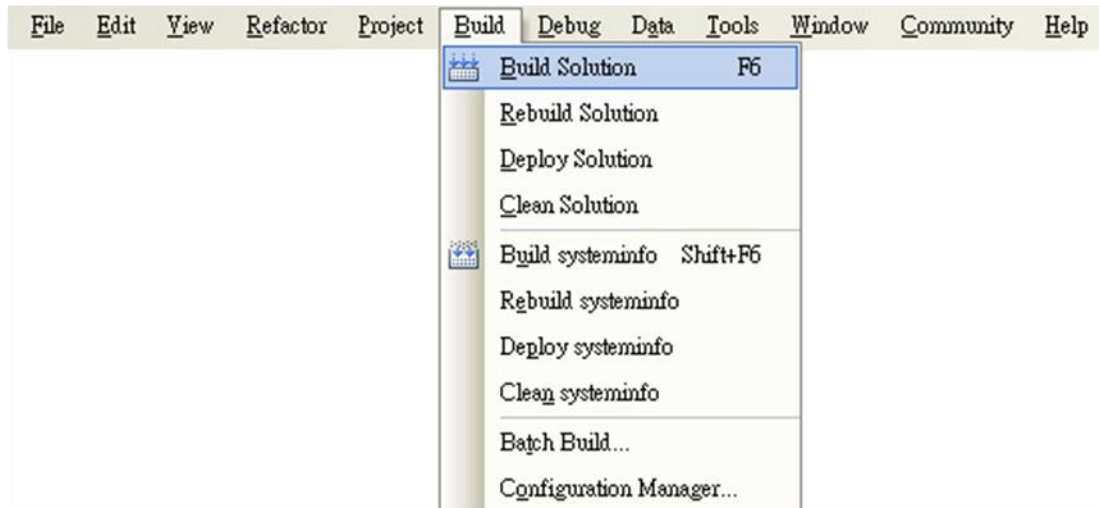 File Edit View Refactor Project Build Debug Data Tools Window Community Help
Build Solution F6
Rebuild Solution
Deploy Solution
Clean Solution
Build systeminfo Shift+F6
Rebuild systeminfo
Deploy systeminfo
Clean systeminfo
Batch Build...
Configuration Manager...